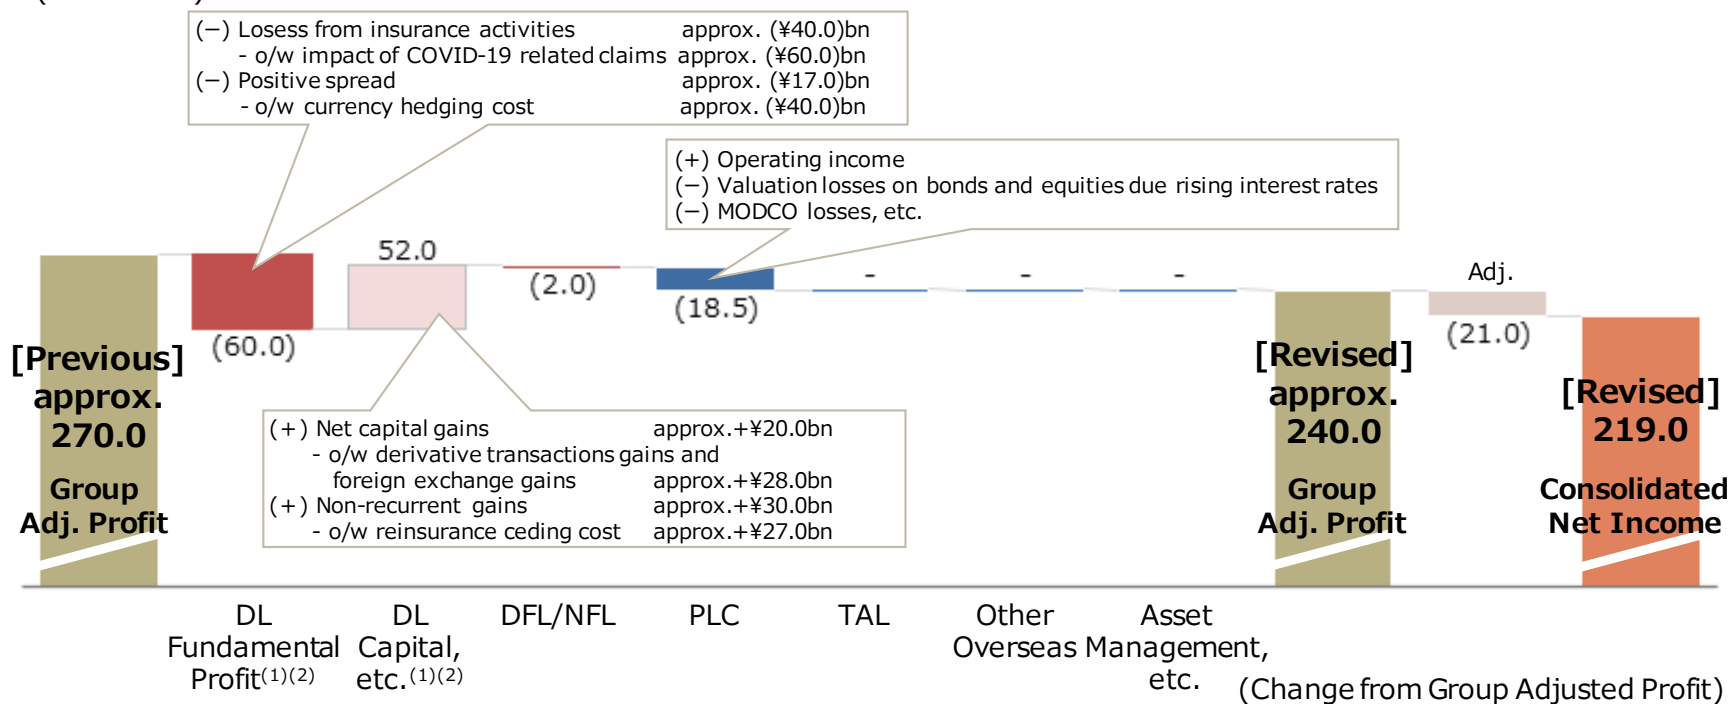 (−) Losess from insurance activities approx. (¥40.0)bn
- o/w impact of COVID-19 related claims approx. (¥60.0)bn
(−) Positive spread approx. (¥17.0)bn
- o/w currency hedging cost approx. (¥40.0)bn
(+) Operating income
(−) Valuation losses on bonds and equities due rising interest rates
(−) MODCO losses, etc.
52.0
(60.0)
(2.0)
(18.5)
-
-
-
Adj.
(21.0)
[Previous]
approx.
270.0
Group
Adj. Profit
(+) Net capital gains approx.+¥20.0bn
- o/w derivative transactions gains and
foreign exchange gains approx.+¥28.0bn
(+) Non-recurrent gains approx.+¥30.0bn
- o/w reinsurance ceding cost approx.+¥27.0bn
[Revised]
approx.
240.0
Group
Adj. Profit
[Revised]
219.0
Consolidated
Net Income
DL
Fundamental
Profit(1)(2)
DL
Capital,
etc.(1)(2)
DFL/NFL
PLC
TAL
Other
Overseas
Asset
Management,
etc.
(Change from Group Adjusted Profit)